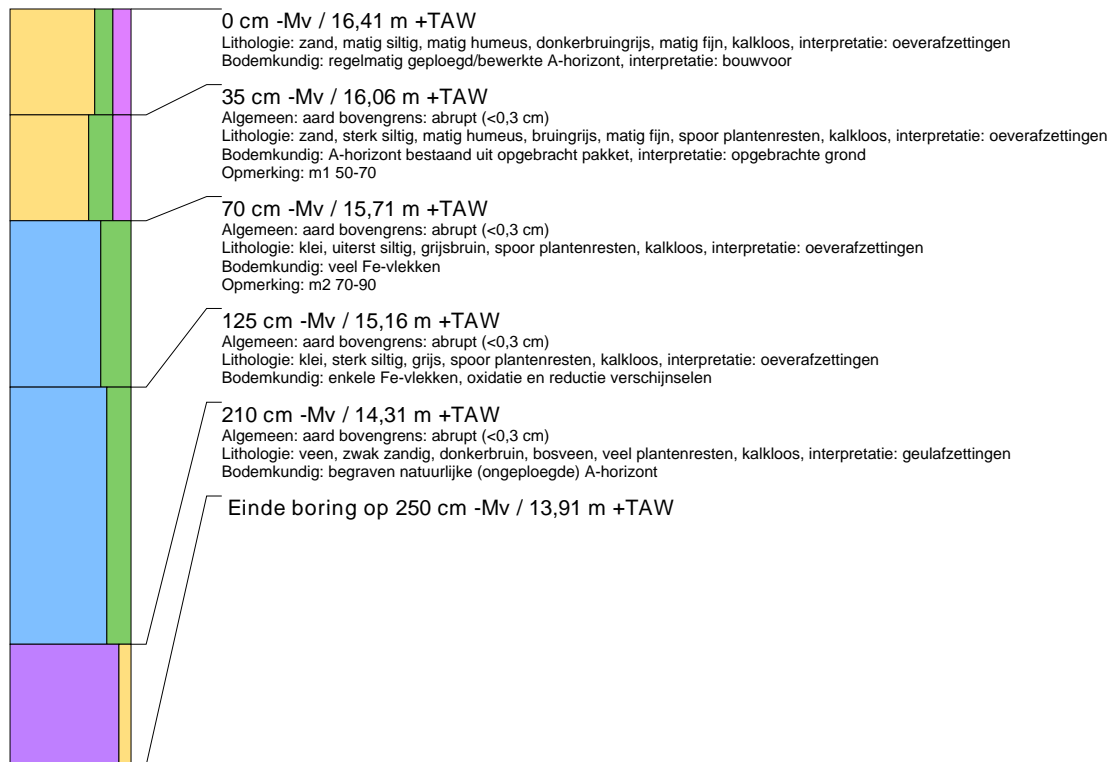 0 cm -Mv / 16,41 m +TAW
Lithologie: zand, matig siltig, matig humeus, donkerbruingrijs, matig fijn, kalkloos, interpretatie: oeverafzettingen
Bodemkundig: regelmatig geploegd/bewerkte A-horizont, interpretatie: bouwvoor
35 cm -Mv / 16,06 m +TAW
Algemeen: aard bovengrens: abrupt (<0,3 cm)
Lithologie: zand, sterk siltig, matig humeus, bruingrijs, matig fijn, spoor plantenresten, kalkloos, interpretatie: oeverafzettingen
Bodemkundig: A-horizont bestaand uit opgebracht pakket, interpretatie: opgebrachte grond
Opmerking: m1 50-70
70 cm -Mv / 15,71 m +TAW
Algemeen: aard bovengrens: abrupt (<0,3 cm)
Lithologie: klei, uiterst siltig, grijsbruin, spoor plantenresten, kalkloos, interpretatie: oeverafzettingen
Bodemkundig: veel Fe-vlekken
Opmerking: m2 70-90
125 cm -Mv / 15,16 m +TAW
Algemeen: aard bovengrens: abrupt (<0,3 cm)
Lithologie: klei, sterk siltig, grijs, spoor plantenresten, kalkloos, interpretatie: oeverafzettingen
Bodemkundig: enkele Fe-vlekken, oxidatie en reductie verschijnselen
210 cm -Mv / 14,31 m +TAW
Algemeen: aard bovengrens: abrupt (<0,3 cm)
Lithologie: veen, zwak zandig, donkerbruin, bosveen, veel plantenresten, kalkloos, interpretatie: geulafzettingen
Bodemkundig: begraven natuurlijke (ongeploegde) A-horizont
Einde boring op 250 cm -Mv / 13,91 m +TAW